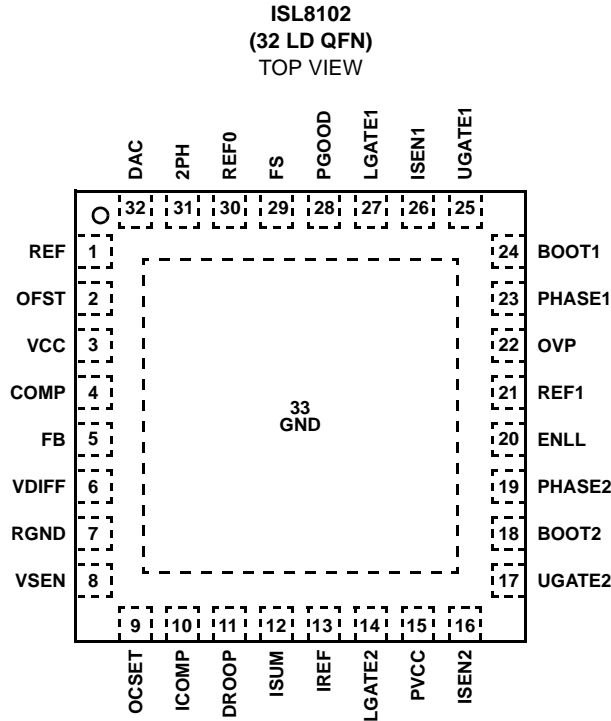 ISL8102
(32 LD QFN)
TOP VIEW
DAC
2PH
REF0
FS
PGOOD
LGATE1
ISEN1
UGATE1
32 31 30 29 28 27 26 25
REF 1
OFST 2
VCC 3
COMP 4
FB 5
VDIFF 6
RGND 7
VSEN 8
33
GND
24 BOOT1
23 PHASE1
22 OVP
21 REF1
20 ENLL
19 PHASE2
18 BOOT2
17 UGATE2
9 10 11 12 13 14 15 16
OCSET
ICOMP
DROOP
ISUM
IREF
LGATE2
PVCC
ISEN2